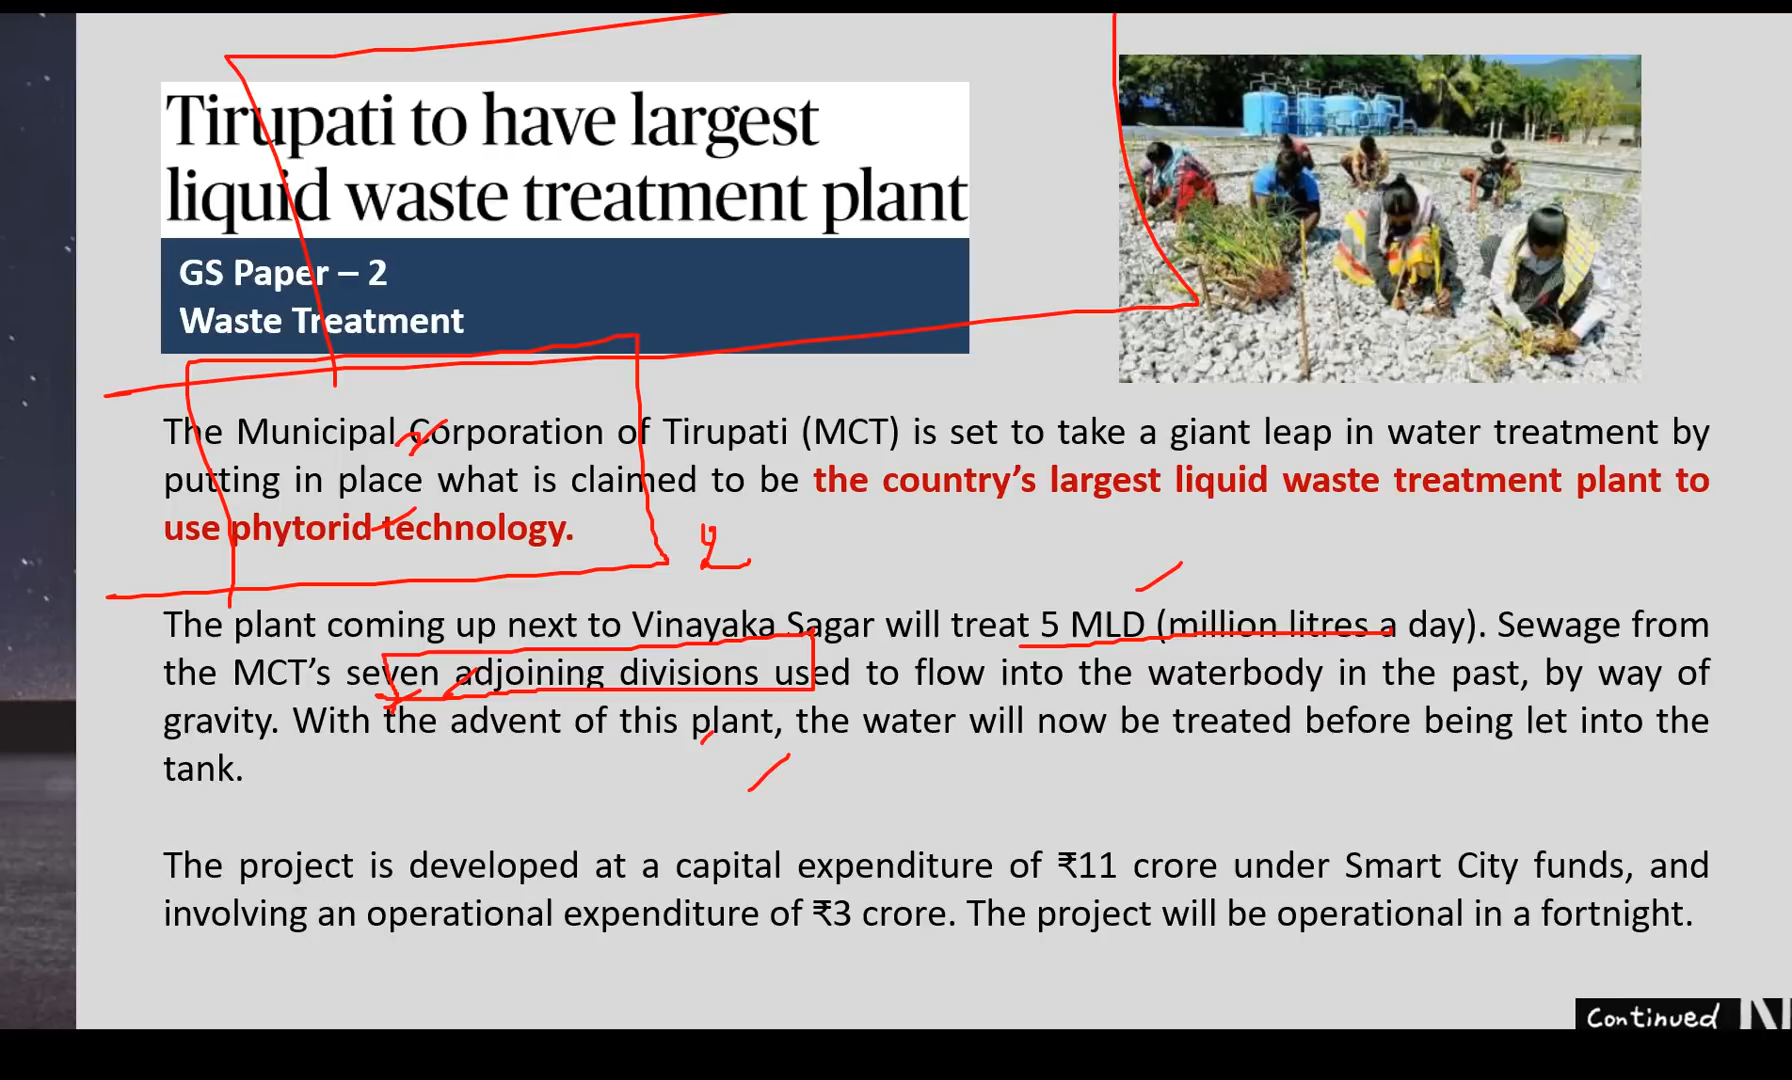 Tirupati to have largest
liquid waste treatment plant
GS Paper – 2
Waste Treatment
The Municipal Corporation of Tirupati (MCT) is set to take a giant leap in water treatment by
putting in place what is claimed to be the country’s largest liquid waste treatment plant to
use phytorid technology.
The plant coming up next to Vinayaka Sagar will treat 5 MLD (million litres a day). Sewage from
the MCT’s seven adjoining divisions used to flow into the waterbody in the past, by way of
gravity. With the advent of this plant, the water will now be treated before being let into the
tank.
The project is developed at a capital expenditure of ₹11 crore under Smart City funds, and
involving an operational expenditure of ₹3 crore. The project will be operational in a fortnight.
Continued